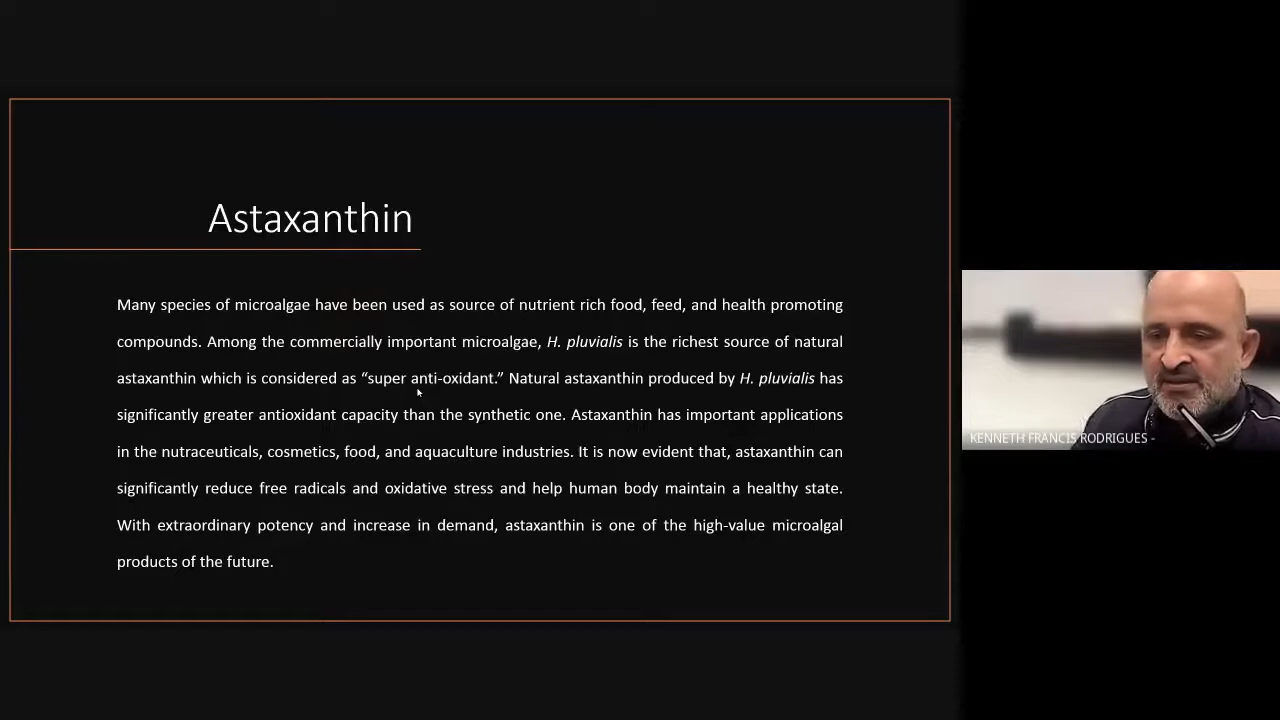 Astaxanthin
Many species of microalgae have been used as source of nutrient rich food, feed, and health promoting
compounds. Among the commercially important microalgae, H. pluvialis is the richest source of natural
astaxanthin which is considered as “super anti-oxidant.” Natural astaxanthin produced by H. pluvialis has
significantly greater antioxidant capacity than the synthetic one. Astaxanthin has important applications
in the nutraceuticals, cosmetics, food, and aquaculture industries. It is now evident that, astaxanthin can
significantly reduce free radicals and oxidative stress and help human body maintain a healthy state.
With extraordinary potency and increase in demand, astaxanthin is one of the high-value microalgal
products of the future.
KENNETH FRANCIS RODRIGUES -